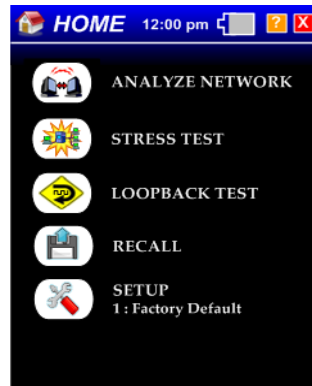 HOME 12:00 pm ? X
ANALYZE NETWORK
STRESS TEST
LOOPBACK TEST
RECALL
SETUP
1 : Factory Default